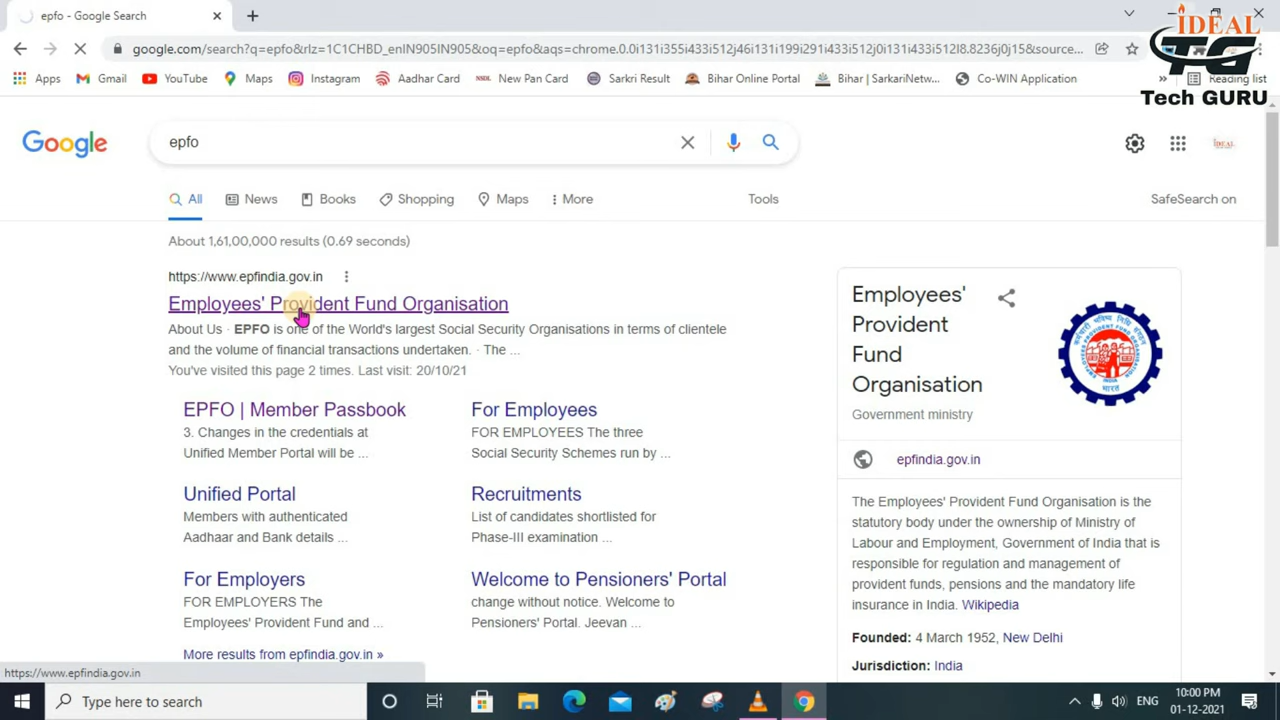 epfo - Google Search
IDEAL
TG
Tech GURU
google.com/search?q=epfo&rlz=1C1CHBD_enIN905IN905&oq=epfo&aqs=chrome.0.0i131i355i433i512j46i131i199i291i433i512j0i131i433i512l8.8236j0j15&source...
Apps
Gmail
YouTube
Maps
Instagram
Aadhar Card
New Pan Card
Sarkri Result
Bihar Online Portal
Bihar | SarkariNetw...
Co-WIN Application
»
Reading list
Google
epfo
IDEAL
All
News
Books
Shopping
Maps
More
Tools
SafeSearch on
About 1,61,00,000 results (0.69 seconds)
https://www.epfindia.gov.in
Employees' Provident Fund Organisation
About Us · EPFO is one of the World's largest Social Security Organisations in terms of clientele
and the volume of financial transactions undertaken. · The ...
You've visited this page 2 times. Last visit: 20/10/21
EPFO | Member Passbook
3. Changes in the credentials at
Unified Member Portal will be ...
For Employees
FOR EMPLOYEES The three
Social Security Schemes run by ...
Unified Portal
Members with authenticated
Aadhaar and Bank details ...
Recruitments
List of candidates shortlisted for
Phase-III examination ...
For Employers
FOR EMPLOYERS The
Employees' Provident Fund and ...
Welcome to Pensioners' Portal
change without notice. Welcome to
Pensioners' Portal. Jeevan ...
More results from epfindia.gov.in »
Employees'
Provident
Fund
Organisation
Government ministry
epfindia.gov.in
The Employees' Provident Fund Organisation is the
statutory body under the ownership of Ministry of
Labour and Employment, Government of India that is
responsible for regulation and management of
provident funds, pensions and the mandatory life
insurance in India. Wikipedia
Founded: 4 March 1952, New Delhi
Jurisdiction: India
https://www.epfindia.gov.in
Type here to search
ENG
10:00 PM
01-12-2021